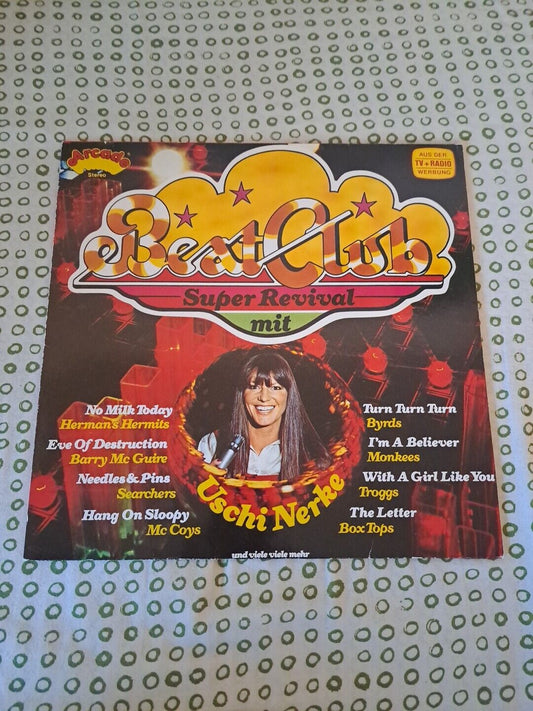 Arcade
Stereo
AUS DER
TV+RADIO
WERBUNG
Beat Club
Super Revival
mit
No Milk Today
Herman's Hermits
Eve Of Destruction
Barry Mc Guire
Needles & Pins
Searchers
Hang On Sloopy
Mc Coys
Uschi Nerke
Turn Turn Turn
Byrds
I'm A Believer
Monkees
With A Girl Like You
Troggs
The Letter
Box Tops
und viele viele mehr